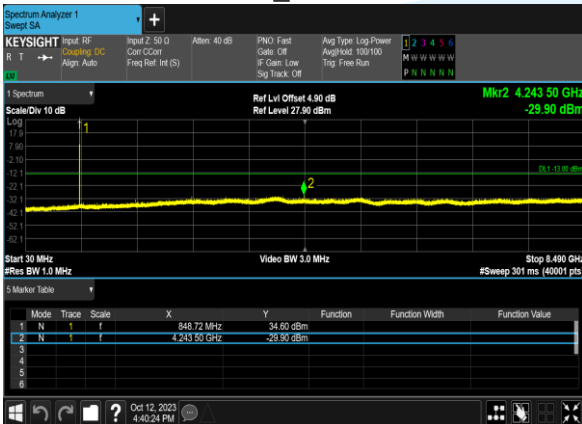 Spectrum Analyzer 1
Swept SA
+
KEYSIGHT Input: RF Input Z: 50 Ω Atten: 40 dB PNO: Fast Avg Type: Log-Power 1 2 3 4 5 6
R T Coupling: DC Corr CCorr Gate: Off Avg|Hold: 100/100 M W W W W W
Align: Auto Freq Ref: Int (S) IF Gain: Low Trig: Free Run
LXI Sig Track: Off P N N N N N
1 Spectrum Ref Lvl Offset 4.90 dB Mkr2 4.243 50 GHz
Scale/Div 10 dB Ref Level 27.90 dBm -29.90 dBm
Log
1
17.9
7.90
-2.10
-12.1 DL1 -13.00 dBm
-22.1 2
-32.1
-42.1
-52.1
-62.1
Start 30 MHz Video BW 3.0 MHz Stop 8.490 GHz
#Res BW 1.0 MHz #Sweep 301 ms (40001 pts
5 Marker Table
Mode Trace Scale X Y Function Function Width Function Value
1 N 1 f 848.72 MHz 34.60 dBm
2 N 1 f 4.243 50 GHz -29.90 dBm
3
4
5
6
? Oct 12, 2023
4:40:24 PM